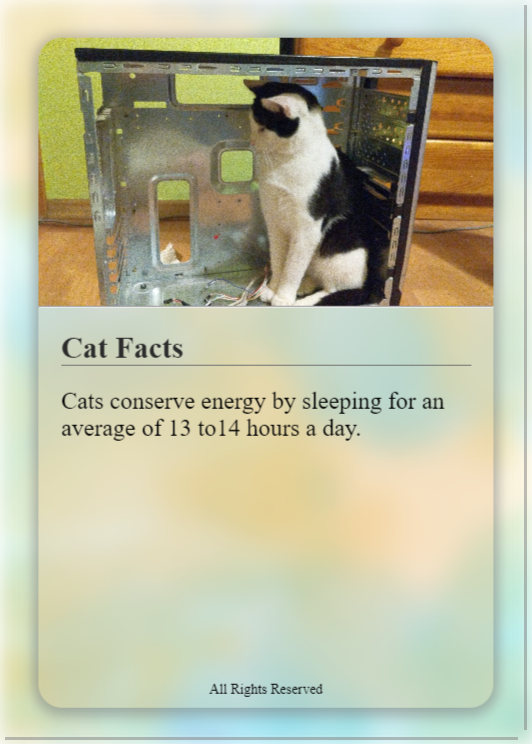 Cat Facts
Cats conserve energy by sleeping for an
average of 13 to14 hours a day.
All Rights Reserved